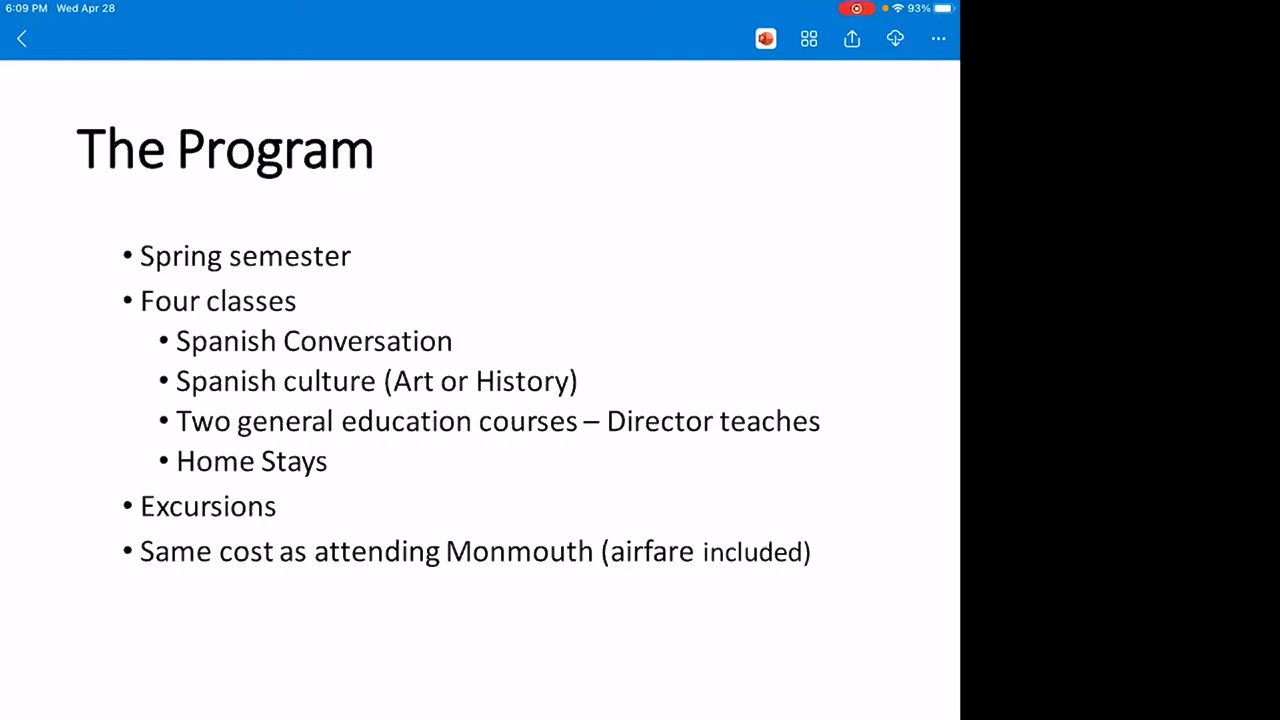 6:09 PM Wed Apr 28
93%
The Program
• Spring semester
• Four classes
• Spanish Conversation
• Spanish culture (Art or History)
• Two general education courses – Director teaches
• Home Stays
• Excursions
• Same cost as attending Monmouth (airfare included)